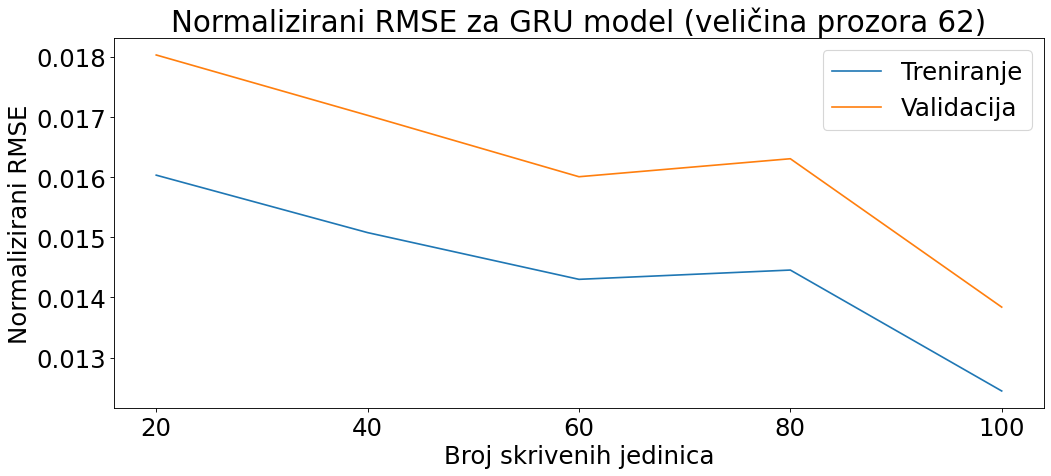 Normalizirani RMSE za GRU model (veličina prozora 62)
Treniranje
Validacija
Normalizirani RMSE
0.018
0.017
0.016
0.015
0.014
0.013
20 40 60 80 100
Broj skrivenih jedinica